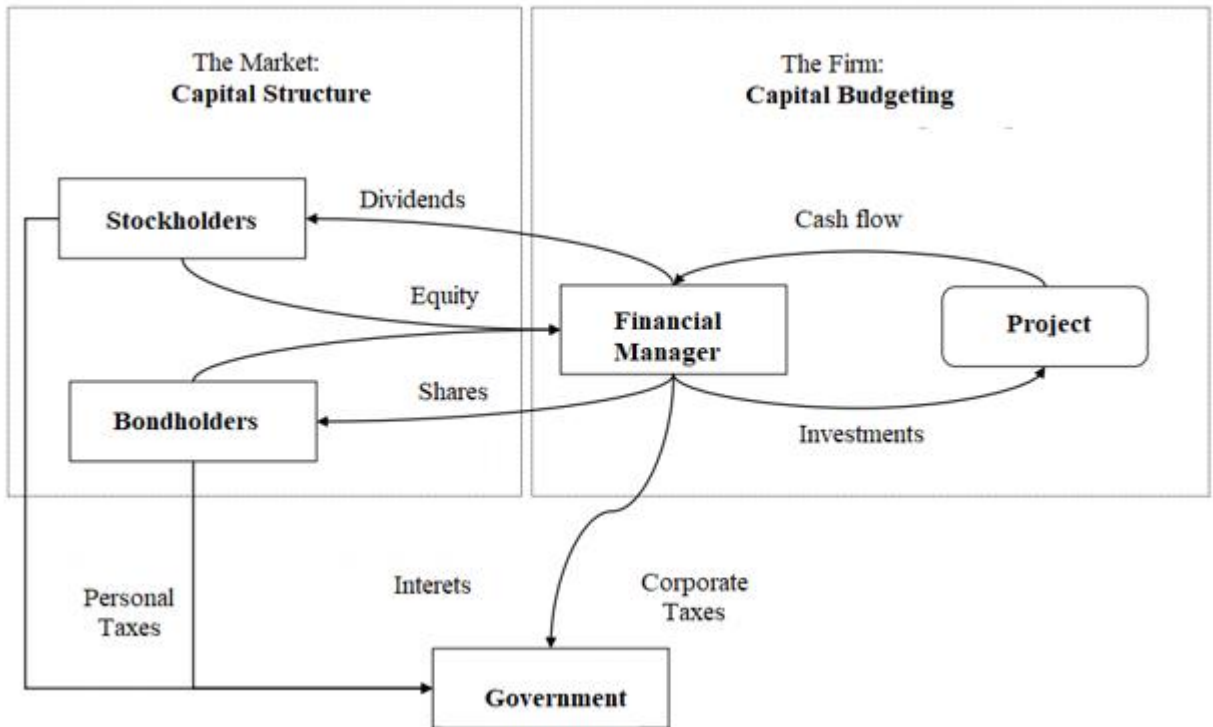 The Market:
Capital Structure
The Firm:
Capital Budgeting
Stockholders
Dividends
Cash flow
Equity
Financial
Manager
Project
Shares
Bondholders
Investments
Personal
Taxes
Interets
Corporate
Taxes
Government